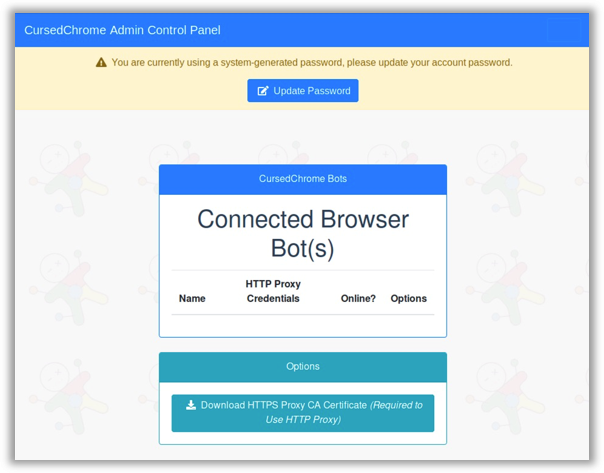 CursedChrome Admin Control Panel
You are currently using a system-generated password, please update your account password.
Update Password
CursedChrome Bots
Connected Browser
Bot(s)
Name HTTP Proxy Credentials Online? Options
Options
Download HTTPS Proxy CA Certificate (Required to
Use HTTP Proxy)